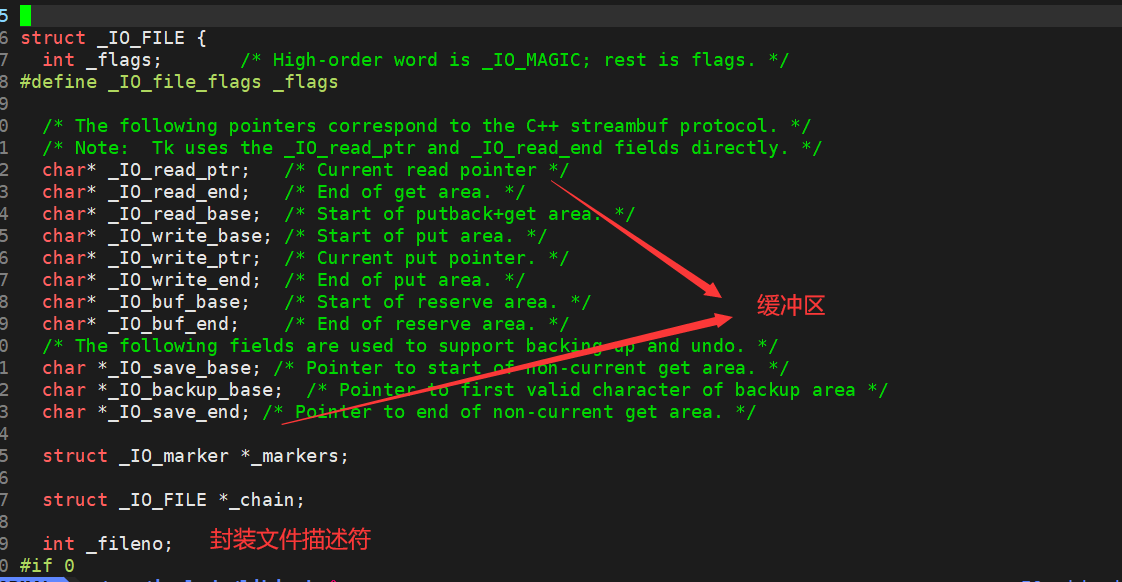 5
6 struct _IO_FILE {
7 int _flags; /* High-order word is _IO_MAGIC; rest is flags. */
8 #define _IO_file_flags _flags
9
0 /* The following pointers correspond to the C++ streambuf protocol. */
1 /* Note: Tk uses the _IO_read_ptr and _IO_read_end fields directly. */
2 char* _IO_read_ptr; /* Current read pointer */
3 char* _IO_read_end; /* End of get area. */
4 char* _IO_read_base; /* Start of putback+get area. */
5 char* _IO_write_base; /* Start of put area. */
6 char* _IO_write_ptr; /* Current put pointer. */
7 char* _IO_write_end; /* End of put area. */
8 char* _IO_buf_base; /* Start of reserve area. */
缓冲区
9 char* _IO_buf_end; /* End of reserve area. */
0 /* The following fields are used to support backing up and undo. */
1 char *_IO_save_base; /* Pointer to start of non-current get area. */
2 char *_IO_backup_base; /* Pointer to first valid character of backup area */
3 char *_IO_save_end; /* Pointer to end of non-current get area. */
4
5 struct _IO_marker *_markers;
6
7 struct _IO_FILE *_chain;
8
9 int _fileno; 封装文件描述符
0 #if 0